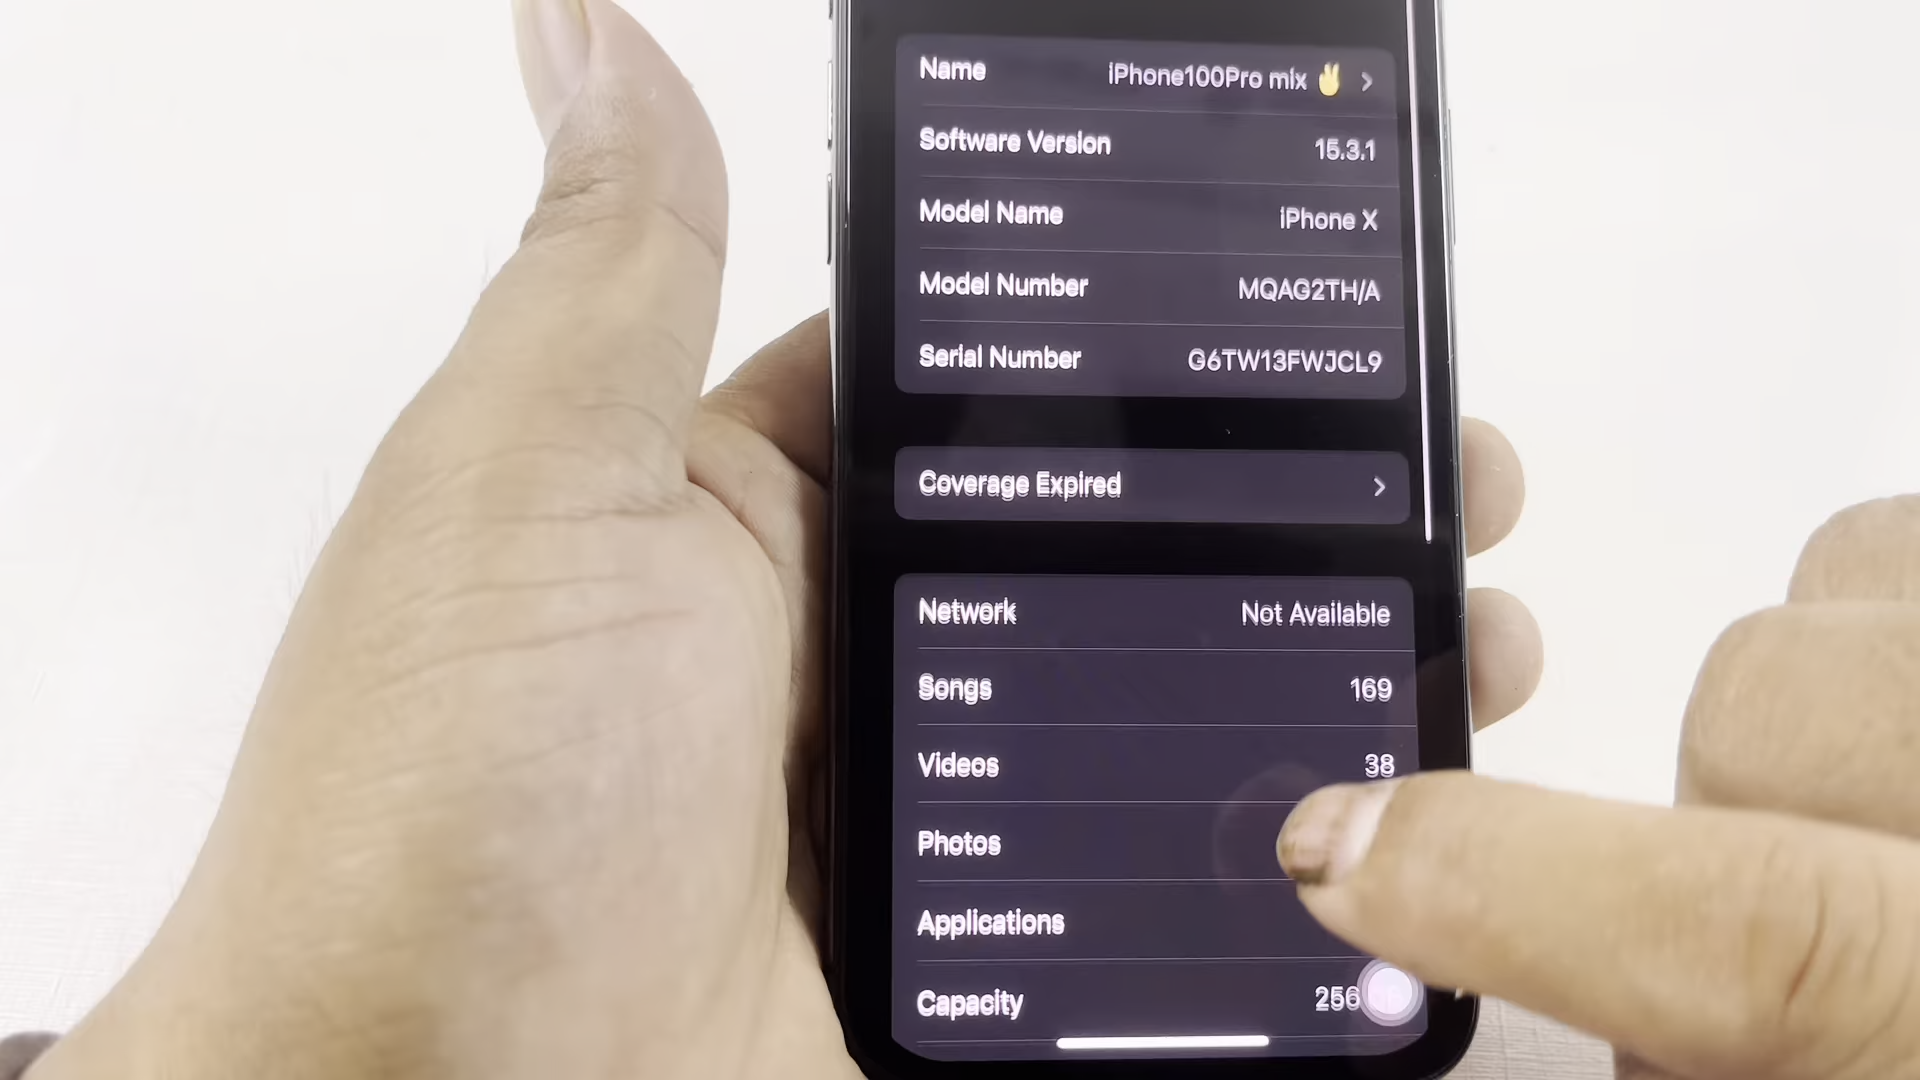 Name iPhone100Pro mix ✌️
Software Version 15.3.1
Model Name iPhone X
Model Number MQAG2TH/A
Serial Number G6TW13FWJCL9
Coverage Expired
Network Not Available
Songs 169
Videos 38
Photos
Applications
Capacity 256